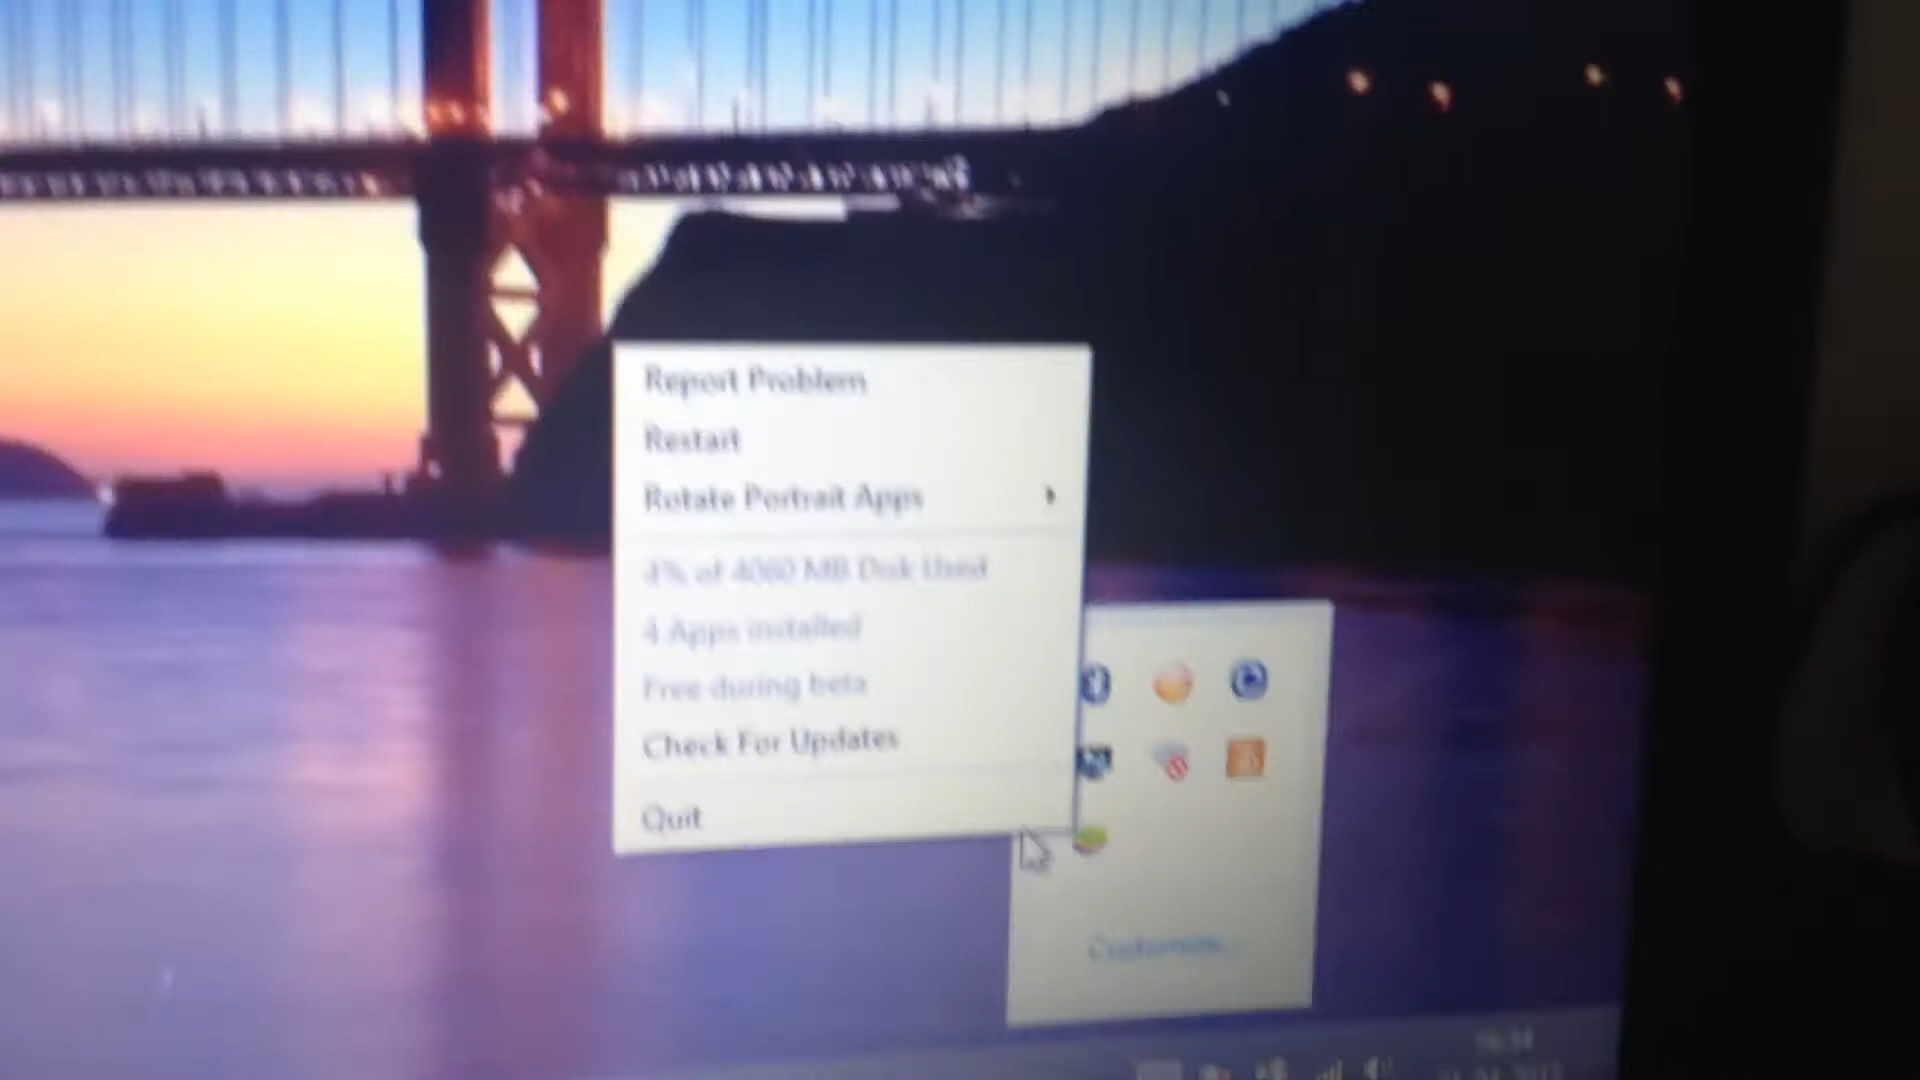 Report Problem
Restart
Rotate Portrait Apps
4% of 4060 MB Disk Used
4 Apps installed
Free during beta
Check For Updates
Quit
Customize...